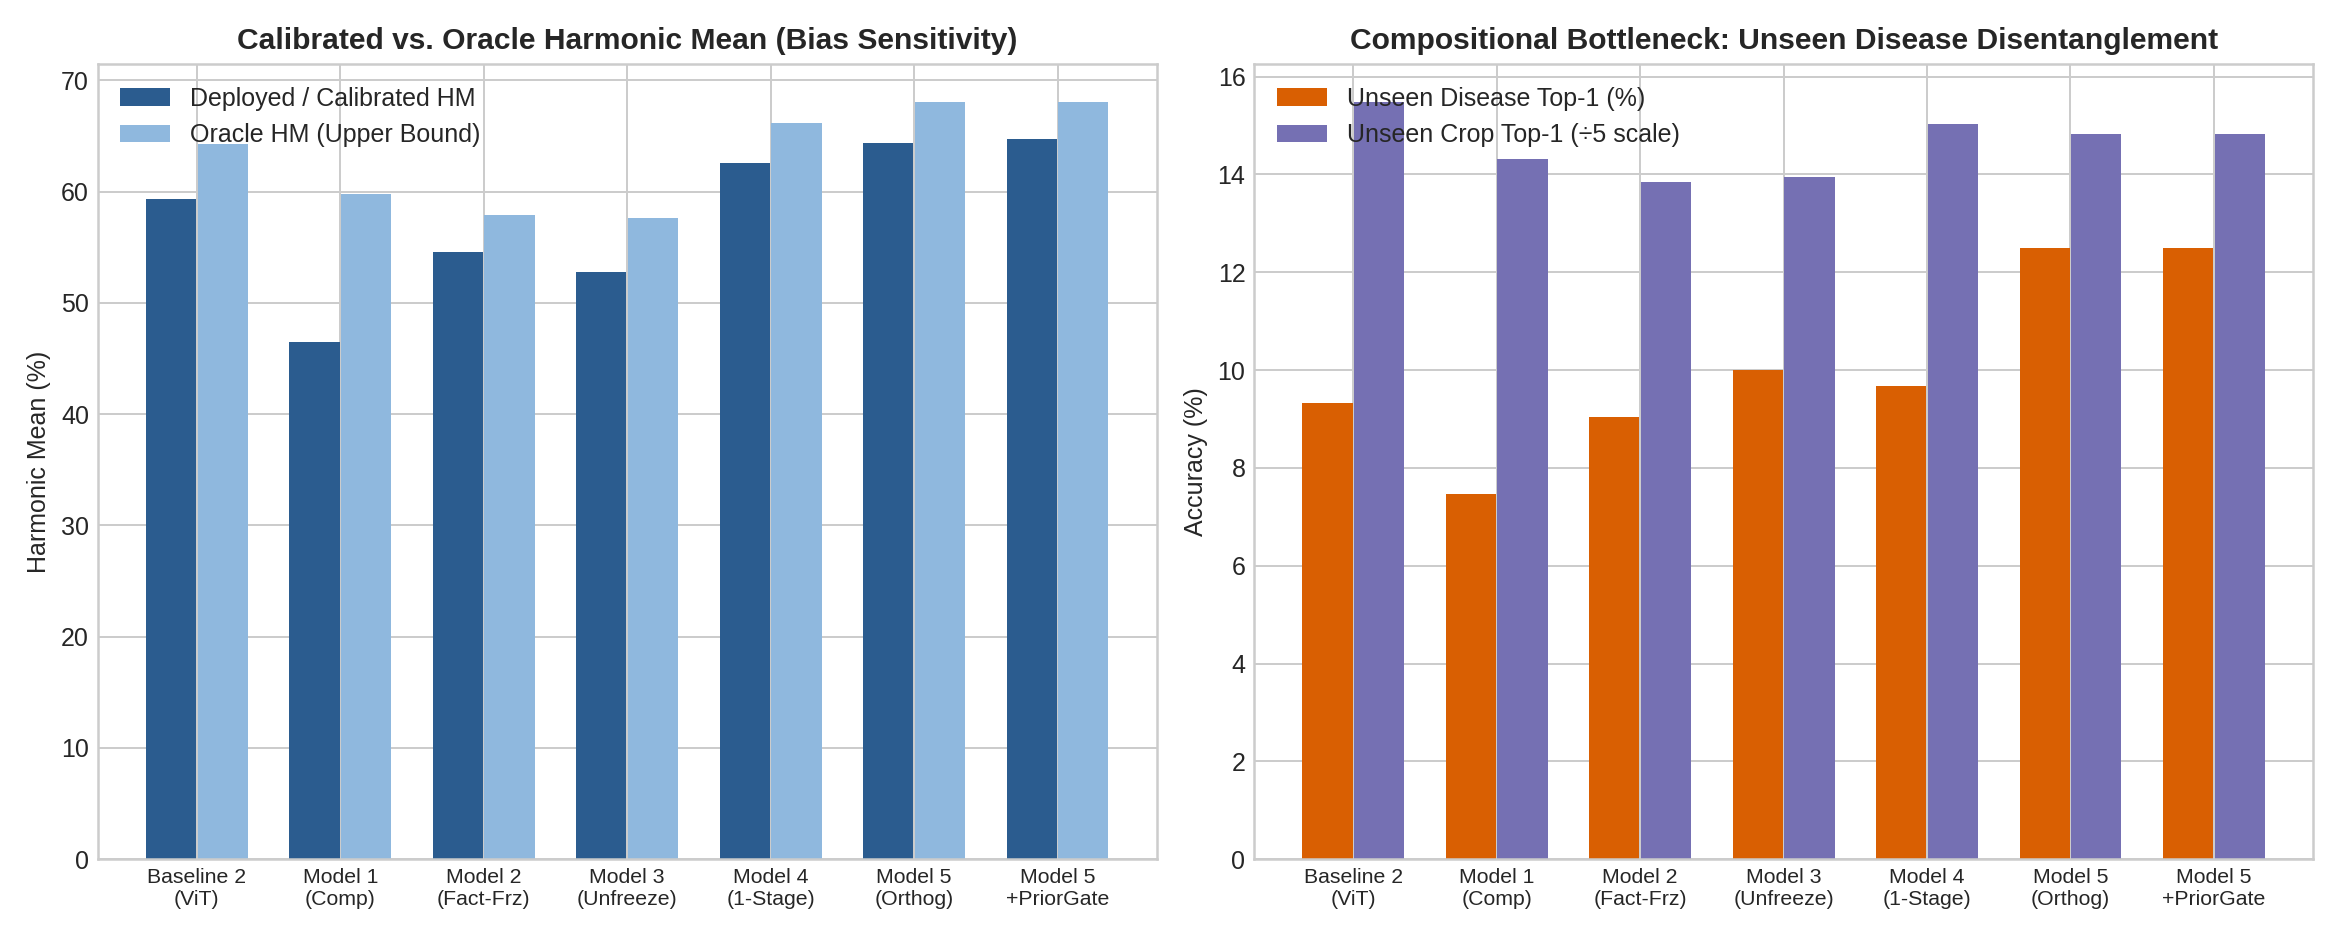 Calibrated vs. Oracle Harmonic Mean (Bias Sensitivity)
Deployed / Calibrated HM
Oracle HM (Upper Bound)
Harmonic Mean (%)
70
60
50
40
30
20
10
0
Baseline 2
(ViT)
Model 1
(Comp)
Model 2
(Fact-Frz)
Model 3
(Unfreeze)
Model 4
(1-Stage)
Model 5
(Orthog)
Model 5
+PriorGate
Compositional Bottleneck: Unseen Disease Disentanglement
Unseen Disease Top-1 (%)
Unseen Crop Top-1 (÷5 scale)
Accuracy (%)
16
14
12
10
8
6
4
2
0
Baseline 2
(ViT)
Model 1
(Comp)
Model 2
(Fact-Frz)
Model 3
(Unfreeze)
Model 4
(1-Stage)
Model 5
(Orthog)
Model 5
+PriorGate